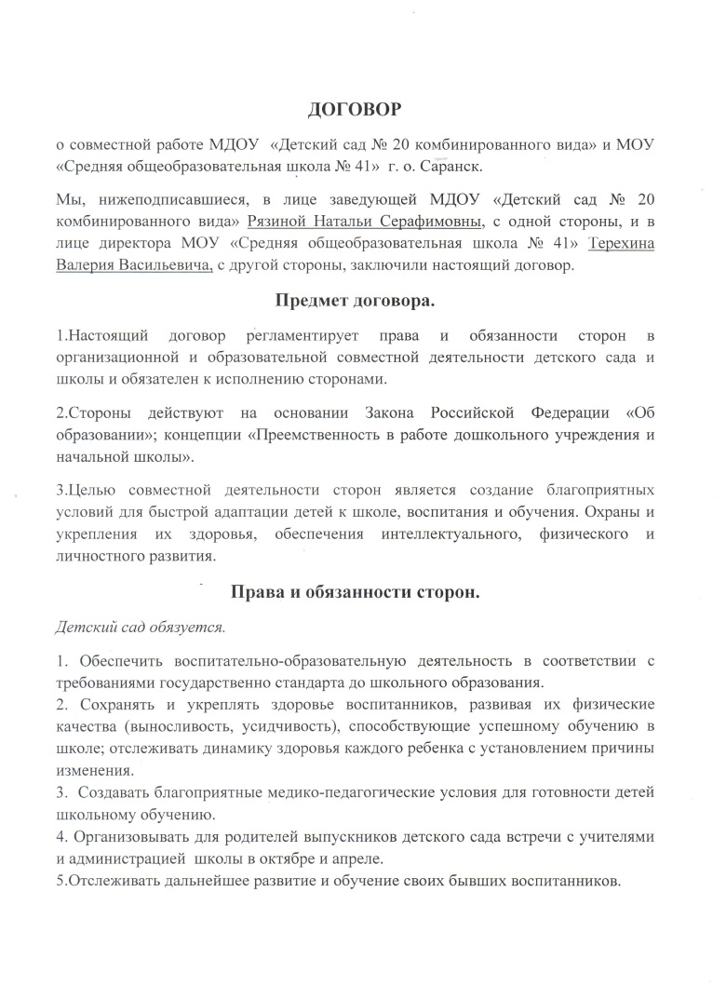 ДОГОВОР
о совместной работе МДОУ «Детский сад № 20 комбинированного вида» и МОУ
«Средняя общеобразовательная школа № 41» г. о. Саранск.
Мы, нижеподписавшиеся, в лице заведующей МДОУ «Детский сад № 20
комбинированного вида» Рязиной Натальи Серафимовны, с одной стороны, и в
лице директора МОУ «Средняя общеобразовательная школа № 41» Терехина
Валерия Васильевича, с другой стороны, заключили настоящий договор.
Предмет договора.
1.Настоящий договор регламентирует права и обязанности сторон в
организационной и образовательной совместной деятельности детского сада и
школы и обязателен к исполнению сторонами.
2.Стороны действуют на основании Закона Российской Федерации «Об
образовании»; концепции «Преемственность в работе дошкольного учреждения и
начальной школы».
3.Целью совместной деятельности сторон является создание благоприятных
условий для быстрой адаптации детей к школе, воспитания и обучения. Охраны и
укрепления их здоровья, обеспечения интеллектуального, физического и
личностного развития.
Права и обязанности сторон.
Детский сад обязуется.
1. Обеспечить воспитательно-образовательную деятельность в соответствии с
требованиями государственно стандарта до школьного образования.
2. Сохранять и укреплять здоровье воспитанников, развивая их физические
качества (выносливость, усидчивость), способствующие успешному обучению в
школе; отслеживать динамику здоровья каждого ребенка с установлением причины
изменения.
3. Создавать благоприятные медико-педагогические условия для готовности детей
школьному обучению.
4. Организовывать для родителей выпускников детского сада встречи с учителями
и администрацией школы в октябре и апреле.
5.Отслеживать дальнейшее развитие и обучение своих бывших воспитанников.